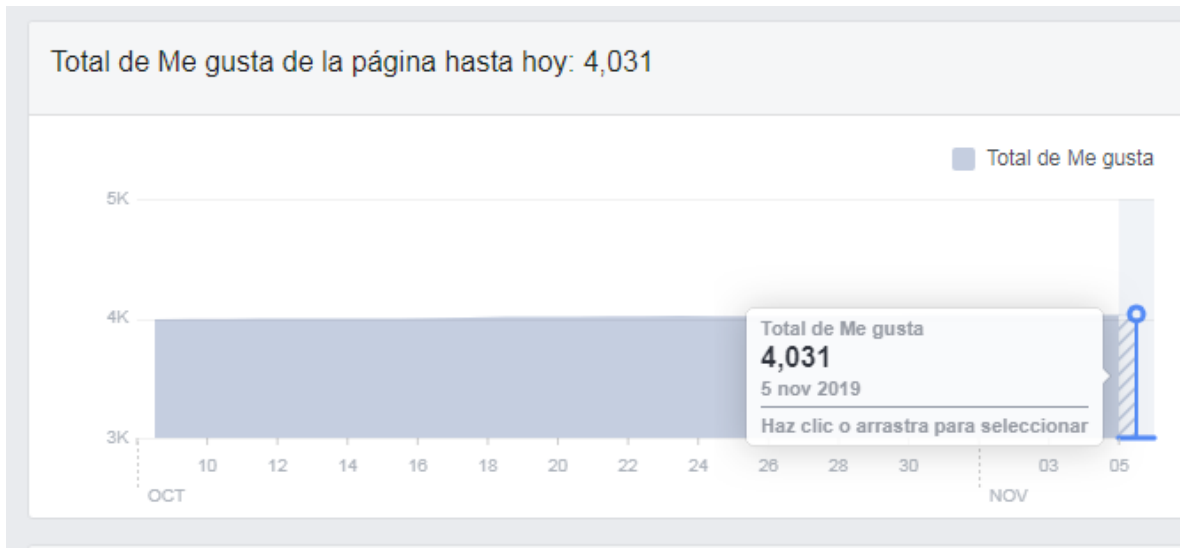 Total de Me gusta de la página hasta hoy: 4,031
Total de Me gusta
5K
4K
Total de Me gusta
4,031
5 nov 2019
Haz clic o arrastra para seleccionar
3K
10 12 14 16 18 20 22 24 26 28 30 03 05
OCT NOV